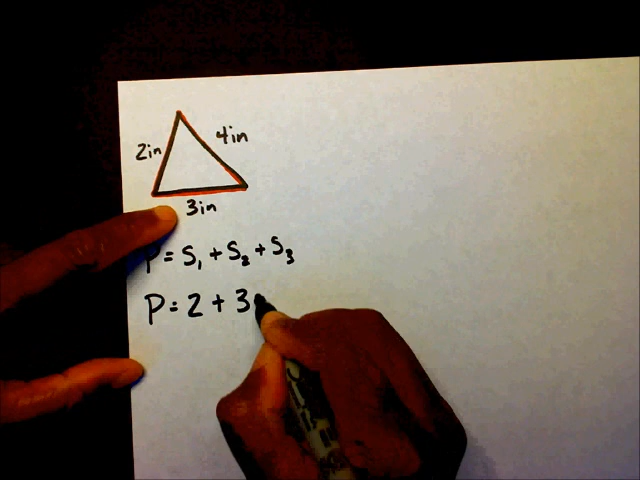 2in
4in
3in
P = S₁ + S₂ + S₃
P = 2 + 3